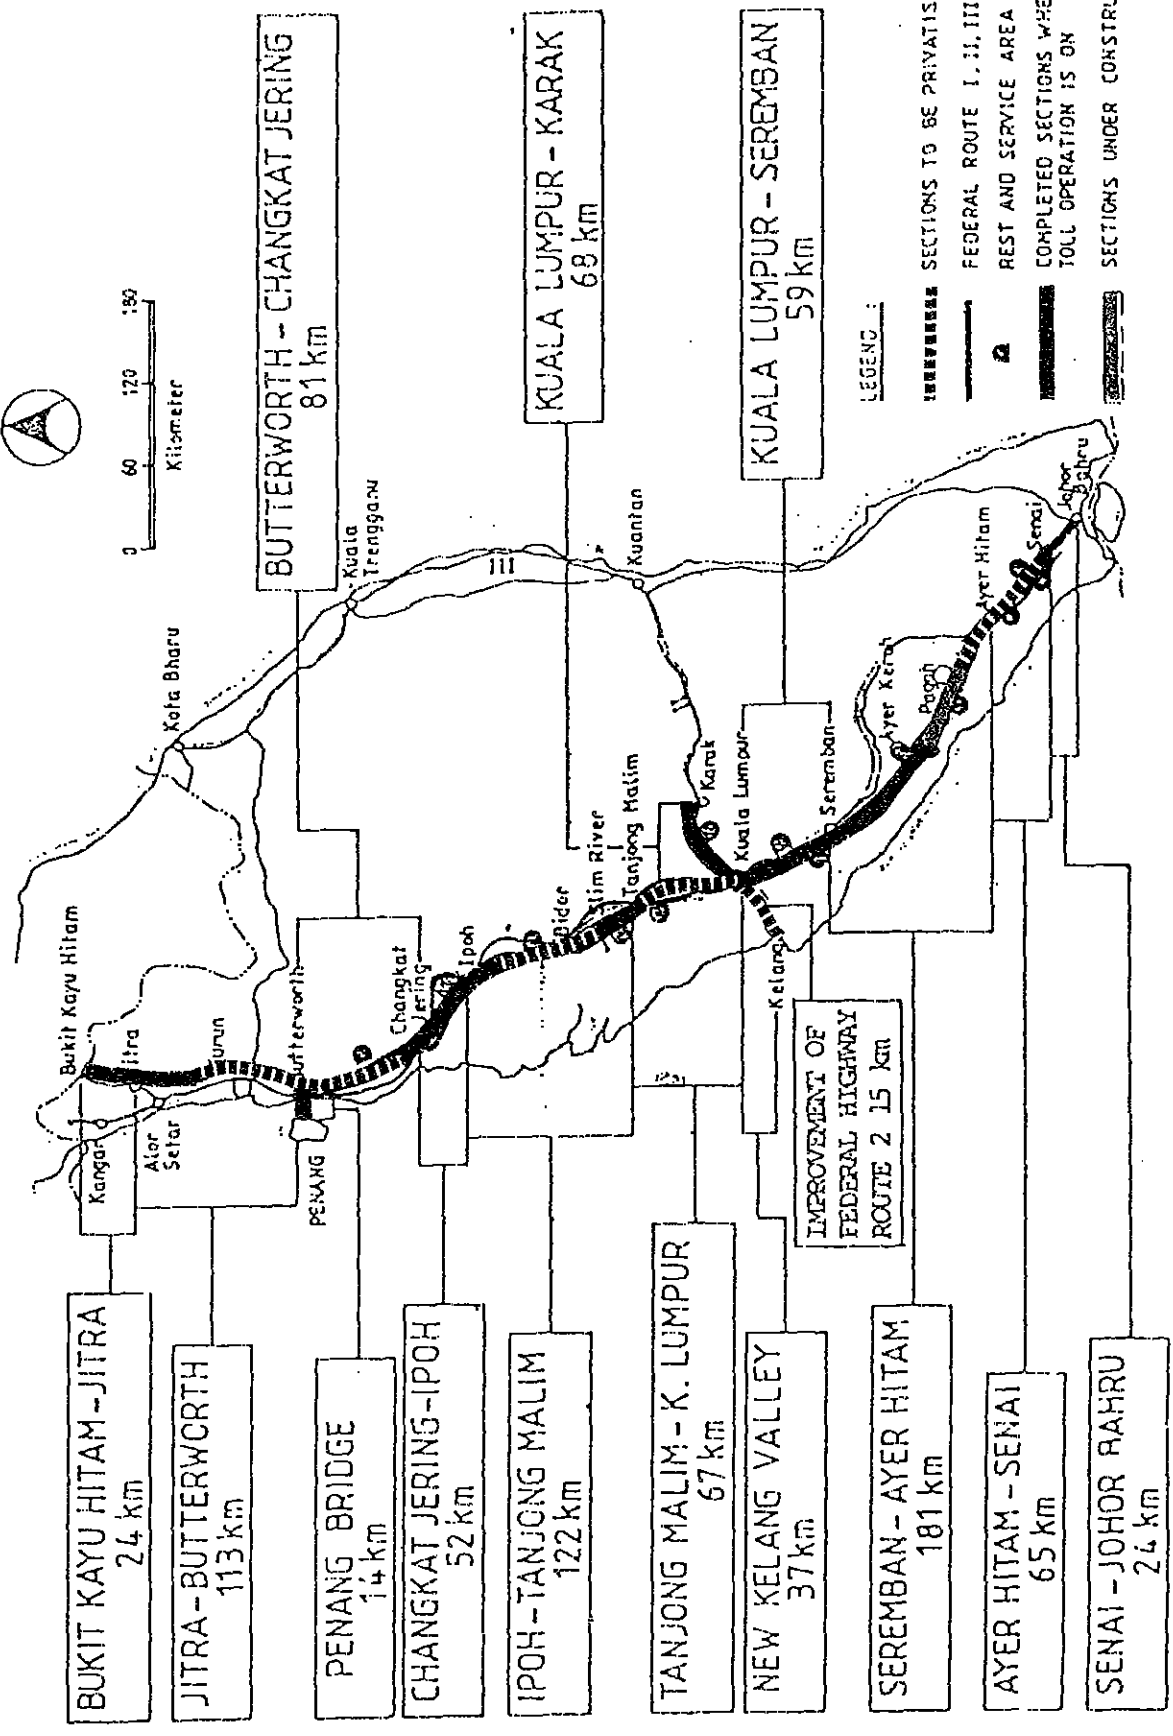 0 60 120 180
Kilometer
BUTTERWORTH - CHANGKAT JERING
81 km
KUALA LUMPUR - KARAK
68 km
KUALA LUMPUR - SEREMBAN
59 km
LEGEND :
SECTIONS TO BE PRIVATIS
FEDERAL ROUTE I, II, III
REST AND SERVICE AREA
COMPLETED SECTIONS WHE
TOLL OPERATION IS ON
SECTIONS UNDER CONSTRU
Kota Bharu
Kuala
Trengganu
III
Kuantan
II
Bukit Kayu Hitam
Jitra
Kangar
Alor
Setar
urun
utterworth
PENANG
Changkat
Jering
Ipoh
Bidor
Slim River
Tanjong Malim
Karak
Kuala Lumpur
Kelang
Seremban
Ayer Keroh
Pagoh
Ayer Hitam
Senai
Johor
Bahru
IMPROVEMENT OF
FEDERAL HIGHWAY
ROUTE 2 15 km
BUKIT KAYU HITAM-JITRA
24 km
JITRA-BUTTERWORTH
113 km
PENANG BRIDGE
14 km
CHANGKAT JERING-IPOH
52 km
IPOH-TANJONG MALIM
122 km
TANJONG MALIM - K. LUMPUR
67 km
NEW KELANG VALLEY
37 km
SEREMBAN - AYER HITAM
181 km
AYER HITAM - SENAI
65 km
SENAI - JOHOR BAHRU
24 km